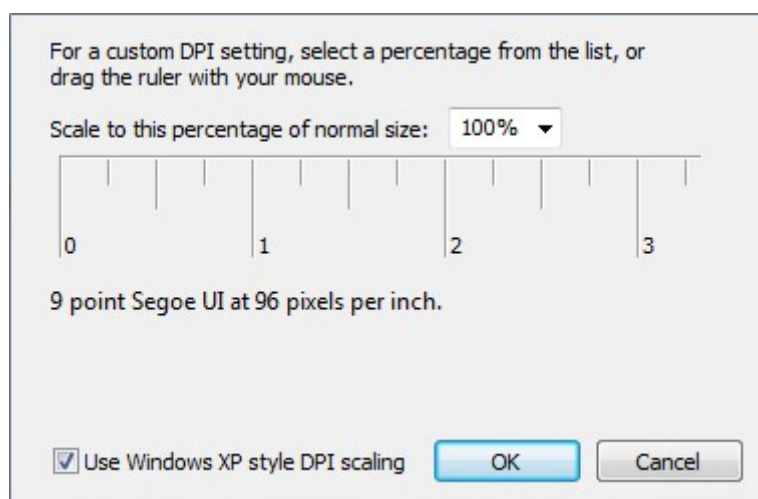 For a custom DPI setting, select a percentage from the list, or
drag the ruler with your mouse.
Scale to this percentage of normal size: 100%
0 1 2 3
9 point Segoe UI at 96 pixels per inch.
Use Windows XP style DPI scaling OK Cancel